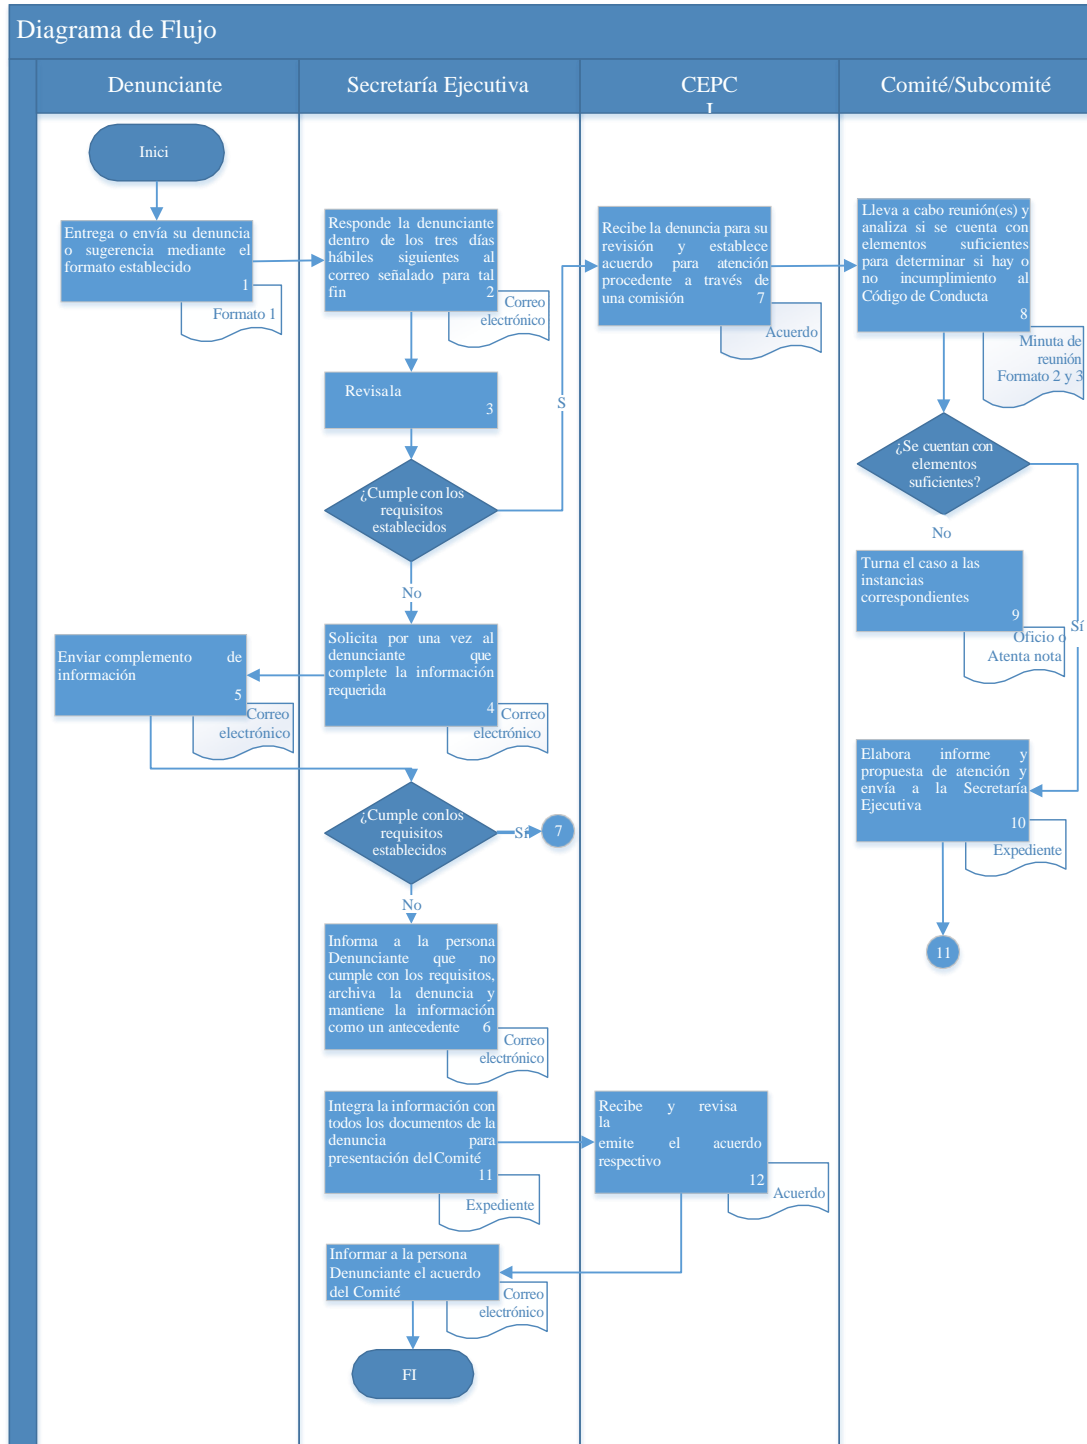 Diagrama de Flujo
Denunciante
Secretaría Ejecutiva
CEPC
I
Comité/Subcomité
Inici
Entrega o envía su denuncia
o sugerencia mediante el
formato establecido
1
Formato 1
Responde la denunciante
dentro de los tres días
hábiles siguientes al
correo señalado para tal
fin
2
Correo
electrónico
Recibe la denuncia para su
revisión y establece
acuerdo para atención
procedente a través de
una comisión 7
Acuerdo
Lleva a cabo reunión(es) y
analiza si se cuenta con
elementos suficientes
para determinar si hay o
no incumplimiento al
Código de Conducta
8
Minuta de
reunión
Formato 2 y 3
Revisala
3
S
¿Cumple con los
requisitos
establecidos
No
¿Se cuentan con
elementos
suficientes?
No
Sí
Turna el caso a las
instancias
correspondientes
9
Oficio o
Atenta nota
Solicita por una vez al
denunciante que
complete la información
requerida
4
Correo
electrónico
Enviar complemento de
información
5
Correo
electrónico
¿Cumple conlos
requisitos
establecidos
Sí
7
No
Elabora informe y
propuesta de atención y
envía a la Secretaría
Ejecutiva
10
Expediente
11
Informa a la persona
Denunciante que no
cumple con los requisitos,
archiva la denuncia y
mantiene la información
como un antecedente 6
Correo
electrónico
Integra la información con
todos los documentos de la
denuncia para
presentación del Comité
11
Expediente
Recibe y revisa
la
emite el acuerdo
respectivo
12
Acuerdo
Informar a la persona
Denunciante el acuerdo
del Comité
Correo
electrónico
FI